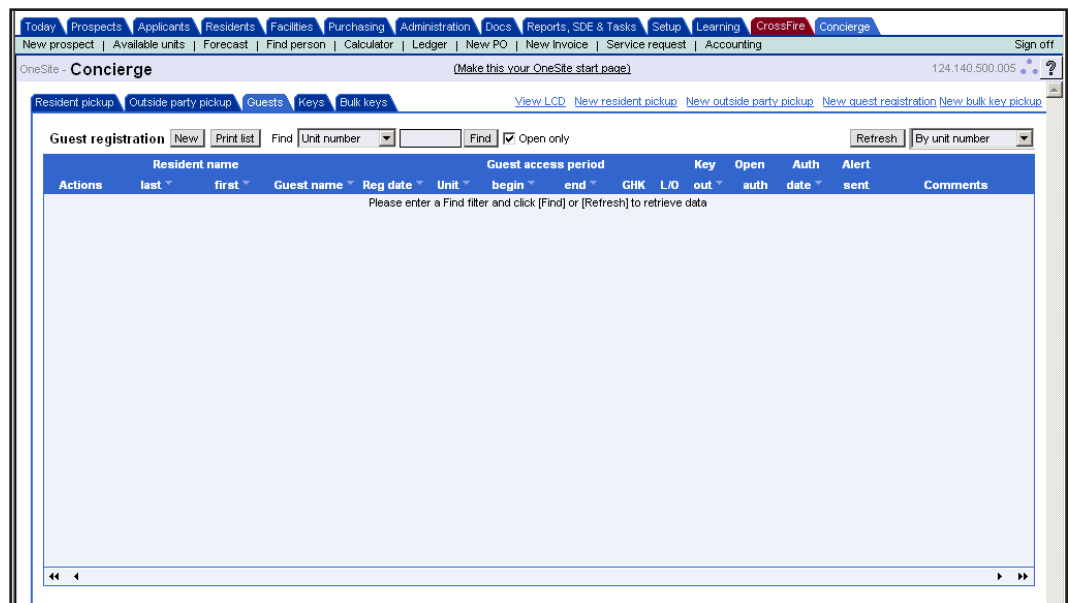 Today Prospects Applicants Residents Facilities Purchasing Administration Docs Reports, SDE & Tasks Setup Learning CrossFire Concierge
New prospect | Available units | Forecast | Find person | Calculator | Ledger | New PO | New Invoice | Service request | Accounting Sign off
OneSite - Concierge (Make this your OneSite start page) 124.140.500.005 ?
Resident pickup Outside party pickup Guests Keys Bulk keys View LCD New resident pickup New outside party pickup New guest registration New bulk key pickup
Guest registration New Print list Find Unit number Find Open only Refresh By unit number
Resident name Guest access period Key Open Auth Alert
Actions last first Guest name Reg date Unit begin end GHK L/O out auth date sent Comments
Please enter a Find filter and click [Find] or [Refresh] to retrieve data